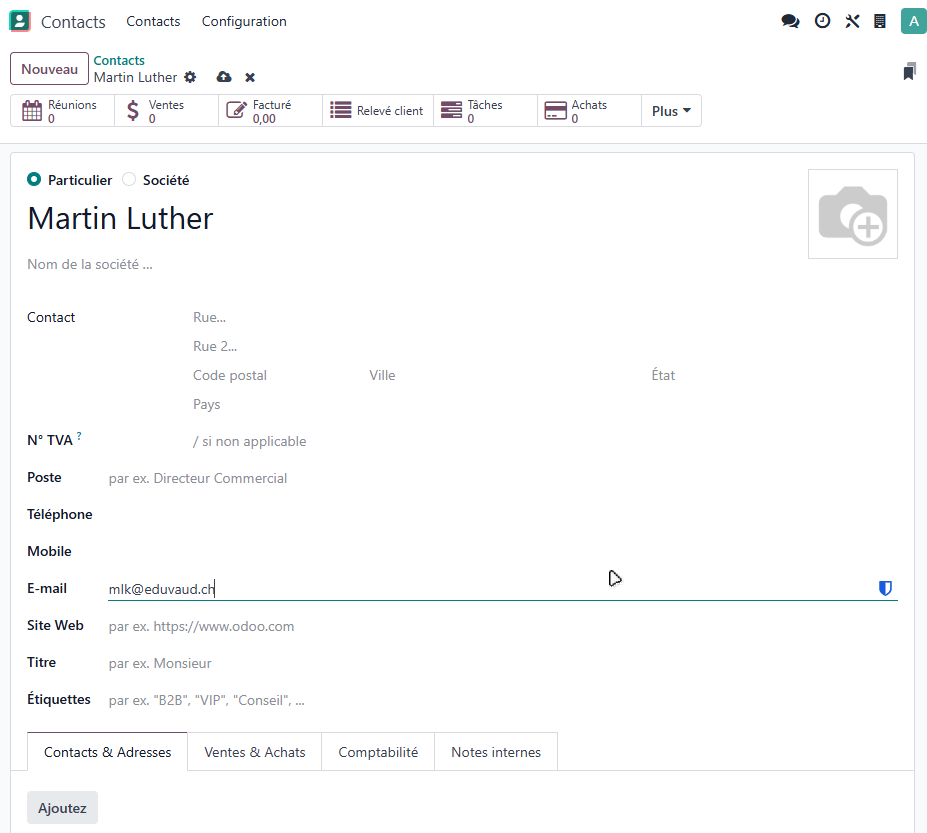 Contacts Contacts Configuration A
Nouveau Contacts
Martin Luther
Réunions 0 Ventes 0 Facturé 0,00 Relevé client Tâches 0 Achats 0 Plus
Particulier Société
Martin Luther
Nom de la société ...
Contact Rue...
Rue 2...
Code postal Ville État
Pays
N° TVA ? / si non applicable
Poste par ex. Directeur Commercial
Téléphone
Mobile
E-mail mlk@eduvaud.ch
Site Web par ex. https://www.odoo.com
Titre par ex. Monsieur
Étiquettes par ex. "B2B", "VIP", "Conseil", ...
Contacts & Adresses Ventes & Achats Comptabilité Notes internes
Ajoutez